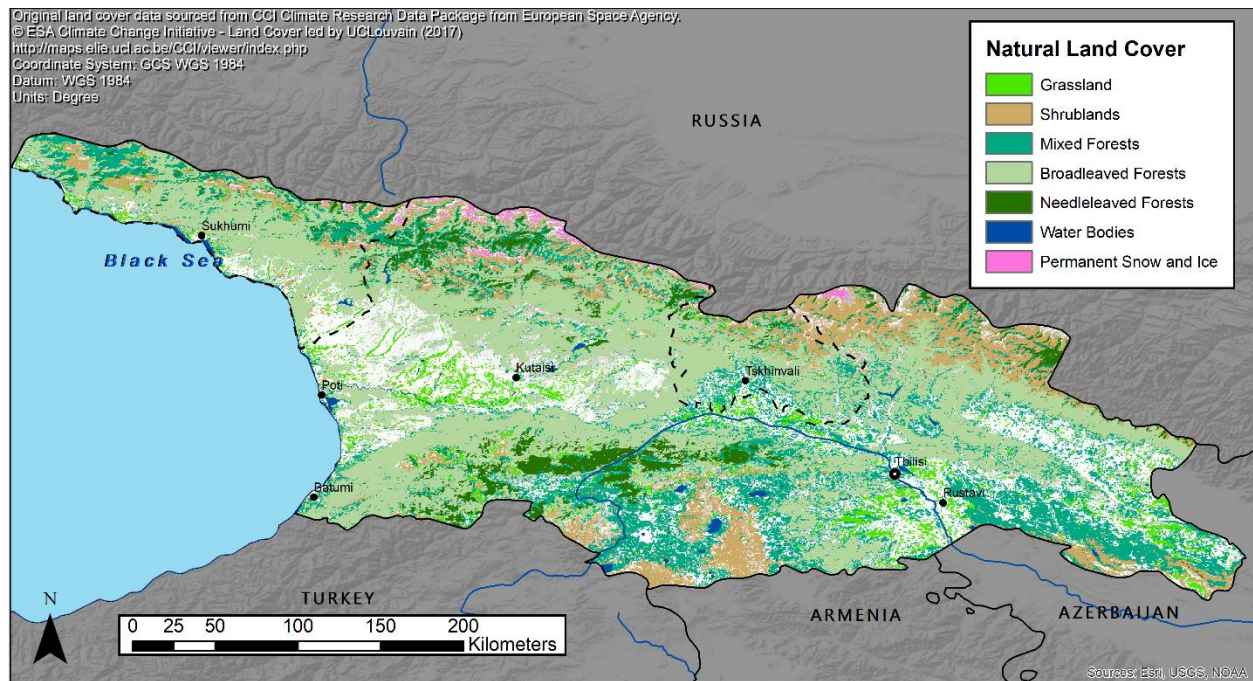 Original land cover data sourced from CCI Climate Research Data Package from European Space Agency.
© ESA Climate Change Initiative - Land Cover led by UCLouvain (2017)
http://maps.elie.ucl.ac.be/CCI/viewer/index.php
Coordinate System: GCS WGS 1984
Datum: WGS 1984
Units: Degree
Natural Land Cover
Grassland
Shrublands
Mixed Forests
Broadleaved Forests
Needleleaved Forests
Water Bodies
Permanent Snow and Ice
RUSSIA
Sukhumi
Black Sea
Kutaisi
Tskhinvali
Poti
Tbilisi
Batumi
Rustavi
N
TURKEY
ARMENIA
AZERBAIJAN
0 25 50 100 150 200
Kilometers
Sources: Esri, USGS, NOAA